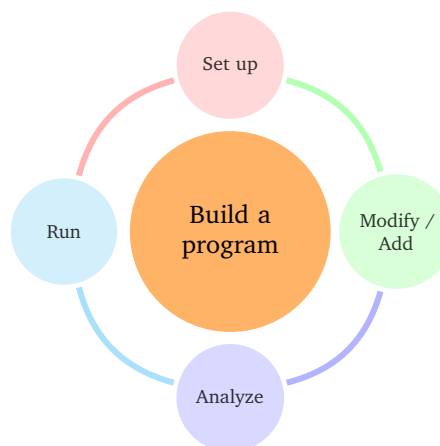 Set up
Run
Build a
program
Modify /
Add
Analyze